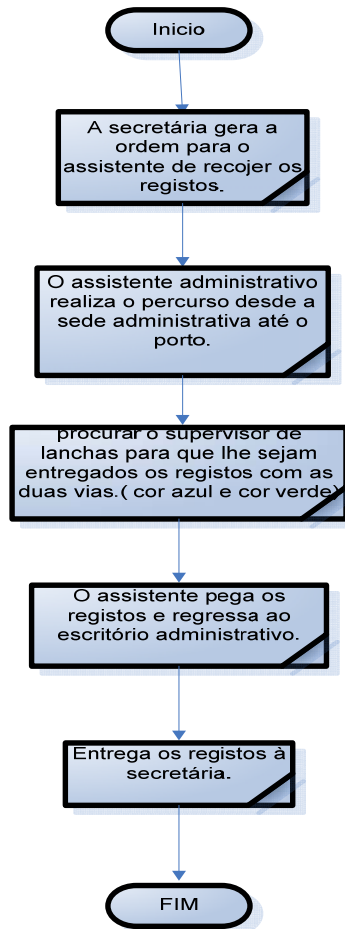 Inicio
A secretária gera a
ordem para o
assistente de recojer os
registos.
O assistente administrativo
realiza o percurso desde a
sede administrativa até o
porto.
procurar o supervisor de
lanchas para que lhe sejam
entregados os registos com as
duas vias.( cor azul e cor verde)
O assistente pega os
registos e regressa ao
escritório administrativo.
Entrega os registos à
secretária.
FIM